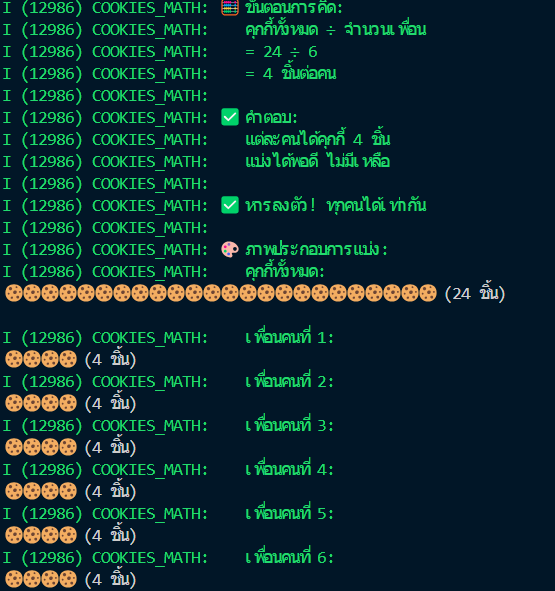 I (12986) COOKIES_MATH: 🧮 ขั้นตอนการคิด:
I (12986) COOKIES_MATH:    คุกกี้ทั้งหมด ÷ จำนวนเพื่อน
I (12986) COOKIES_MATH:    = 24 ÷ 6
I (12986) COOKIES_MATH:    = 4 ชิ้นต่อคน
I (12986) COOKIES_MATH:
I (12986) COOKIES_MATH: ✅ คำตอบ:
I (12986) COOKIES_MATH:    แต่ละคนได้คุกกี้ 4 ชิ้น
I (12986) COOKIES_MATH:    แบ่งได้พอดี ไม่มีเหลือ
I (12986) COOKIES_MATH:
I (12986) COOKIES_MATH: ✅ หารลงตัว! ทุกคนได้เท่ากัน
I (12986) COOKIES_MATH:
I (12986) COOKIES_MATH: 🎨 ภาพประกอบการแบ่ง:
I (12986) COOKIES_MATH:    คุกกี้ทั้งหมด:
🍪🍪🍪🍪🍪🍪🍪🍪🍪🍪🍪🍪🍪🍪🍪🍪🍪🍪🍪🍪🍪🍪🍪🍪 (24 ชิ้น)
I (12986) COOKIES_MATH:    เพื่อนคนที่ 1:
🍪🍪🍪🍪 (4 ชิ้น)
I (12986) COOKIES_MATH:    เพื่อนคนที่ 2:
🍪🍪🍪🍪 (4 ชิ้น)
I (12986) COOKIES_MATH:    เพื่อนคนที่ 3:
🍪🍪🍪🍪 (4 ชิ้น)
I (12986) COOKIES_MATH:    เพื่อนคนที่ 4:
🍪🍪🍪🍪 (4 ชิ้น)
I (12986) COOKIES_MATH:    เพื่อนคนที่ 5:
🍪🍪🍪🍪 (4 ชิ้น)
I (12986) COOKIES_MATH:    เพื่อนคนที่ 6:
🍪🍪🍪🍪 (4 ชิ้น)